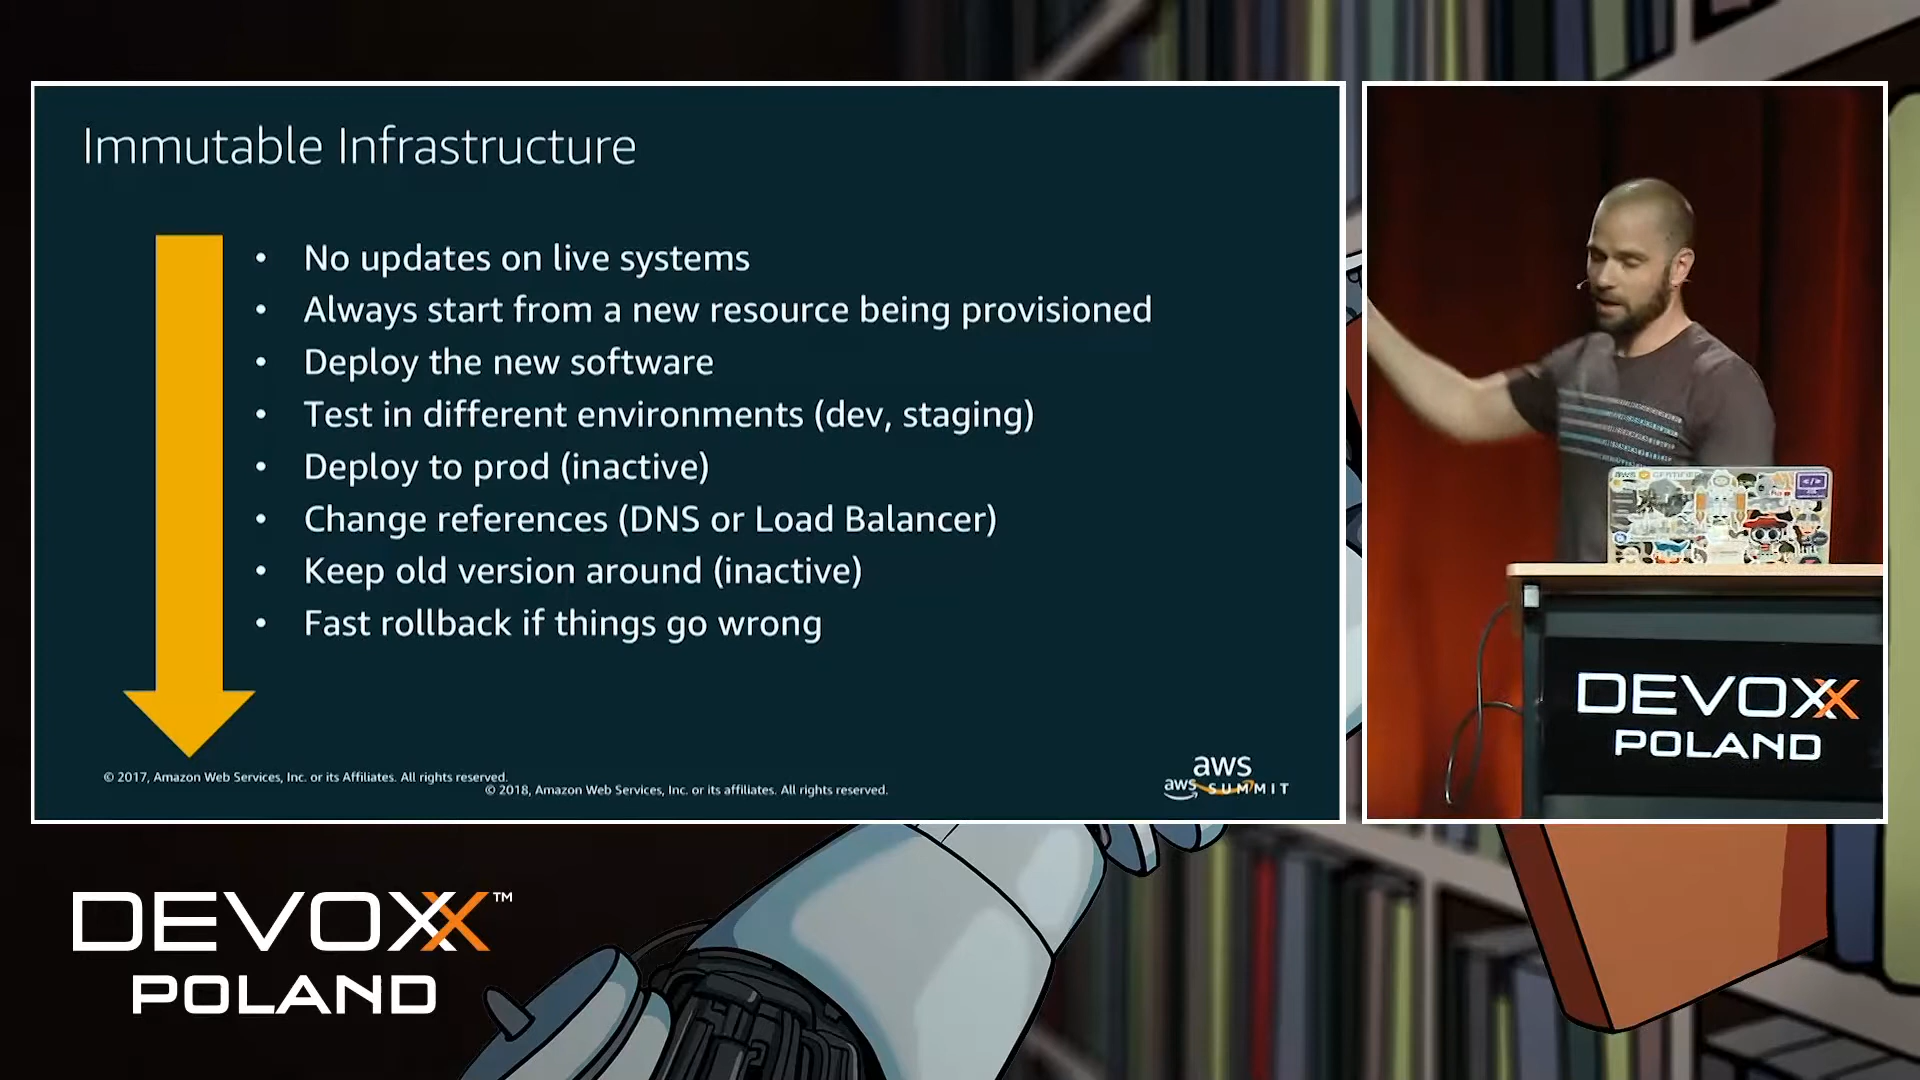 Immutable Infrastructure
• No updates on live systems
• Always start from a new resource being provisioned
• Deploy the new software
• Test in different environments (dev, staging)
• Deploy to prod (inactive)
• Change references (DNS or Load Balancer)
• Keep old version around (inactive)
• Fast rollback if things go wrong
© 2017, Amazon Web Services, Inc. or its Affiliates. All rights reserved.
© 2018, Amazon Web Services, Inc. or its affiliates. All rights reserved.
aws
aws SUMMIT
aws CERTIFIED
</>
DEVOXX
POLAND
DEVOXX™
POLAND